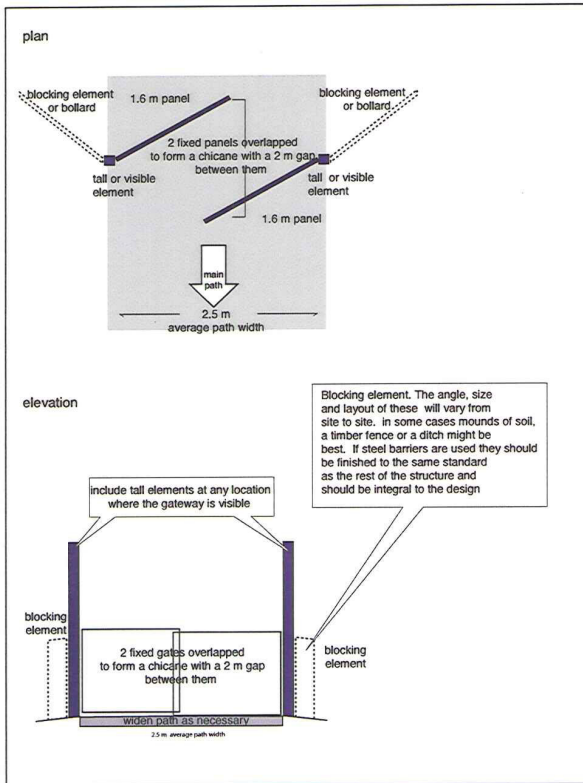 plan
blocking element
or bollard
1.6 m panel
blocking element
or bollard
2 fixed panels overlapped
to form a chicane with a 2 m gap
between them
tall or visible
element
tall or visible
element
1.6 m panel
main
path
2.5 m
average path width
elevation
Blocking element. The angle, size
and layout of these will vary from
site to site. in some cases mounds of soil,
a timber fence or a ditch might be
best. If steel barriers are used they should
be finished to the same standard
as the rest of the structure and
should be integral to the design
include tall elements at any location
where the gateway is visible
blocking
element
2 fixed gates overlapped
to form a chicane with a 2 m gap
between them
blocking
element
widen path as necessary
2.5 m average path width